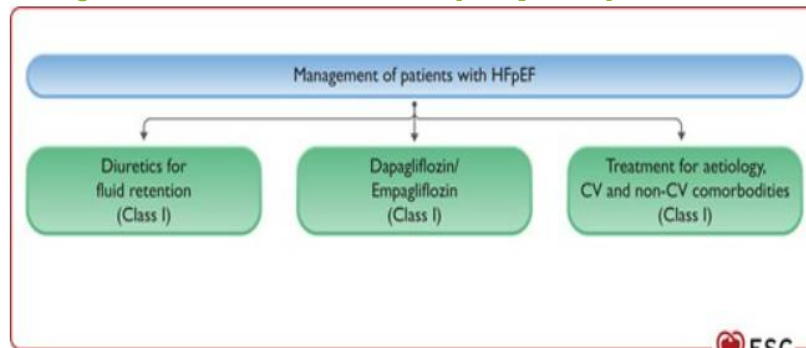 Management of patients with HFpEF
Diuretics for
fluid retention
(Class I)
Dapagliflozin/
Empagliflozin
(Class I)
Treatment for aetiology,
CV and non-CV comorbodities
(Class I)
ESC